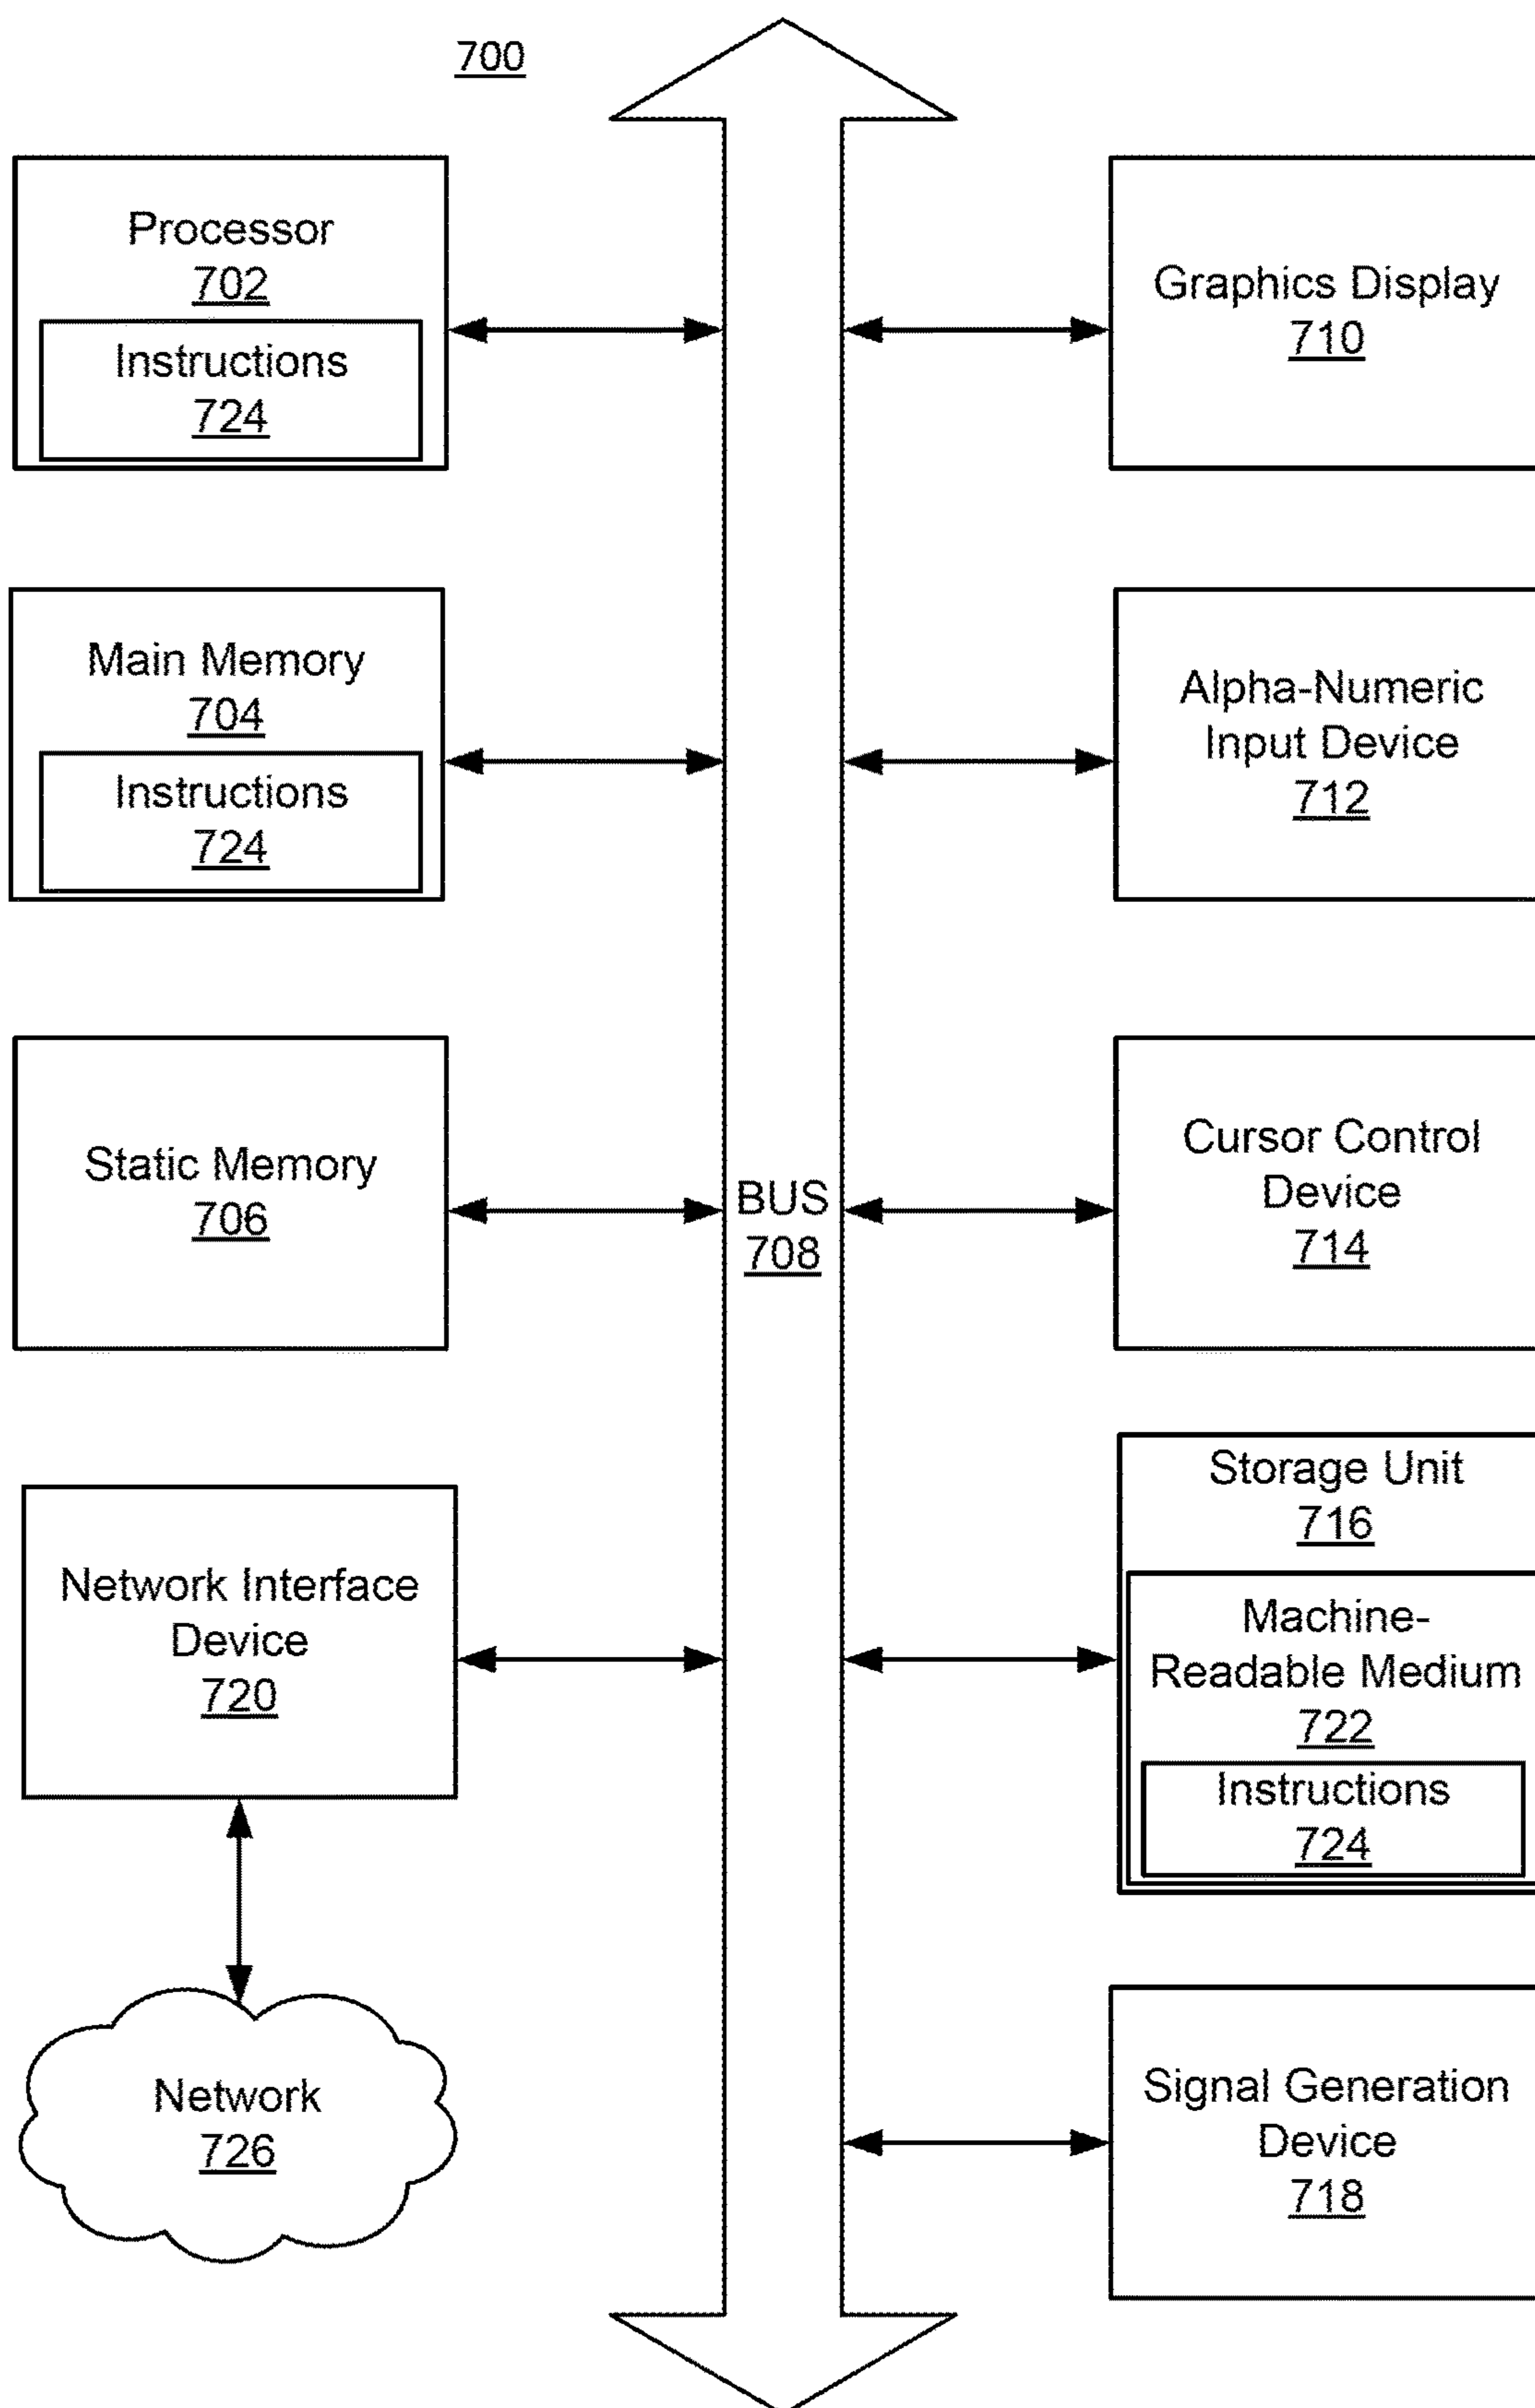 700
Processor
702
Instructions
724
Main Memory
704
Instructions
724
Static Memory
706
Network Interface
Device
720
Network
726
BUS
708
Graphics Display
710
Alpha-Numeric
Input Device
712
Cursor Control
Device
714
Storage Unit
716
Machine-
Readable Medium
722
Instructions
724
Signal Generation
Device
718